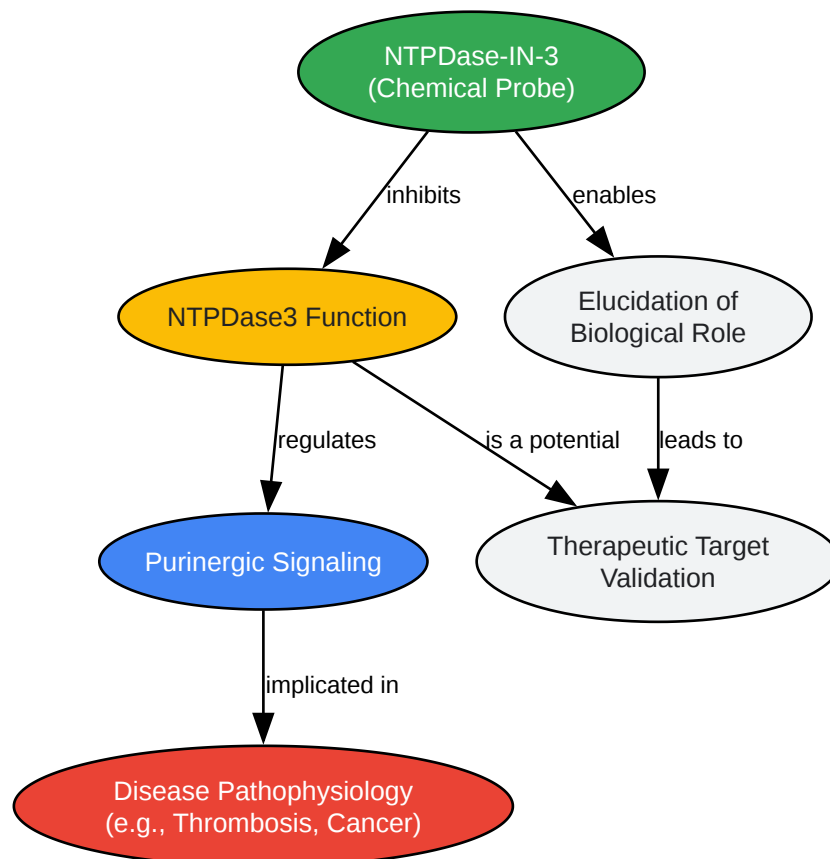 NTPDase-IN-3
(Chemical Probe)
inhibits
enables
NTPDase3 Function
Elucidation of
Biological Role
regulates
is a potential
leads to
Purinergic Signaling
Therapeutic Target
Validation
implicated in
Disease Pathophysiology
(e.g., Thrombosis, Cancer)